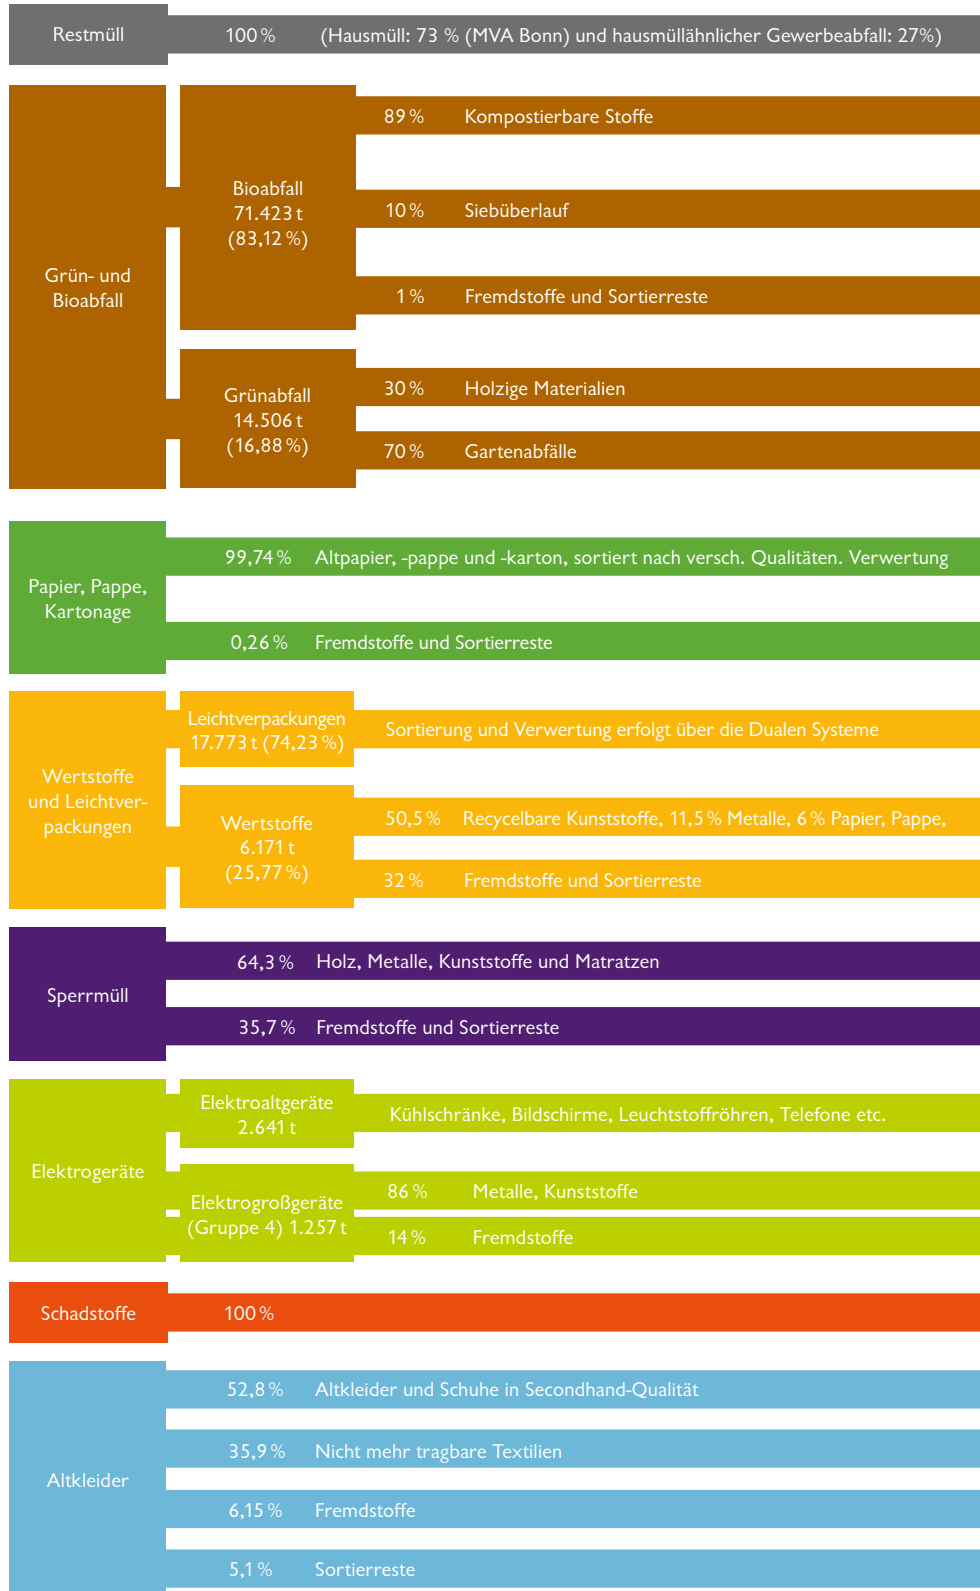 Restmüll
100 % (Hausmüll: 73 % (MVA Bonn) und hausmüllähnlicher Gewerbeabfall: 27%)
Grün- und
Bioabfall
Bioabfall
71.423 t
(83,12 %)
89 % Kompostierbare Stoffe
10 % Siebüberlauf
1 % Fremdstoffe und Sortierreste
Grünabfall
14.506 t
(16,88 %)
30 % Holzige Materialien
70 % Gartenabfälle
Papier, Pappe,
Kartonage
99,74 % Altpapier, -pappe und -karton, sortiert nach versch. Qualitäten. Verwertung
0,26 % Fremdstoffe und Sortierreste
Wertstoffe
und Leichtver-
packungen
Leichtverpackungen
17.773 t (74,23 %)
Sortierung und Verwertung erfolgt über die Dualen Systeme
Wertstoffe
6.171 t
(25,77 %)
50,5 % Recycelbare Kunststoffe, 11,5 % Metalle, 6 % Papier, Pappe,
32 % Fremdstoffe und Sortierreste
Sperrmüll
64,3 % Holz, Metalle, Kunststoffe und Matratzen
35,7 % Fremdstoffe und Sortierreste
Elektrogeräte
Elektroaltgeräte
2.641 t
Kühlschränke, Bildschirme, Leuchtstoffröhren, Telefone etc.
Elektrogroßgeräte
(Gruppe 4) 1.257 t
86 % Metalle, Kunststoffe
14 % Fremdstoffe
Schadstoffe
100 %
Altkleider
52,8 % Altkleider und Schuhe in Secondhand-Qualität
35,9 % Nicht mehr tragbare Textilien
6,15 % Fremdstoffe
5,1 % Sortierreste